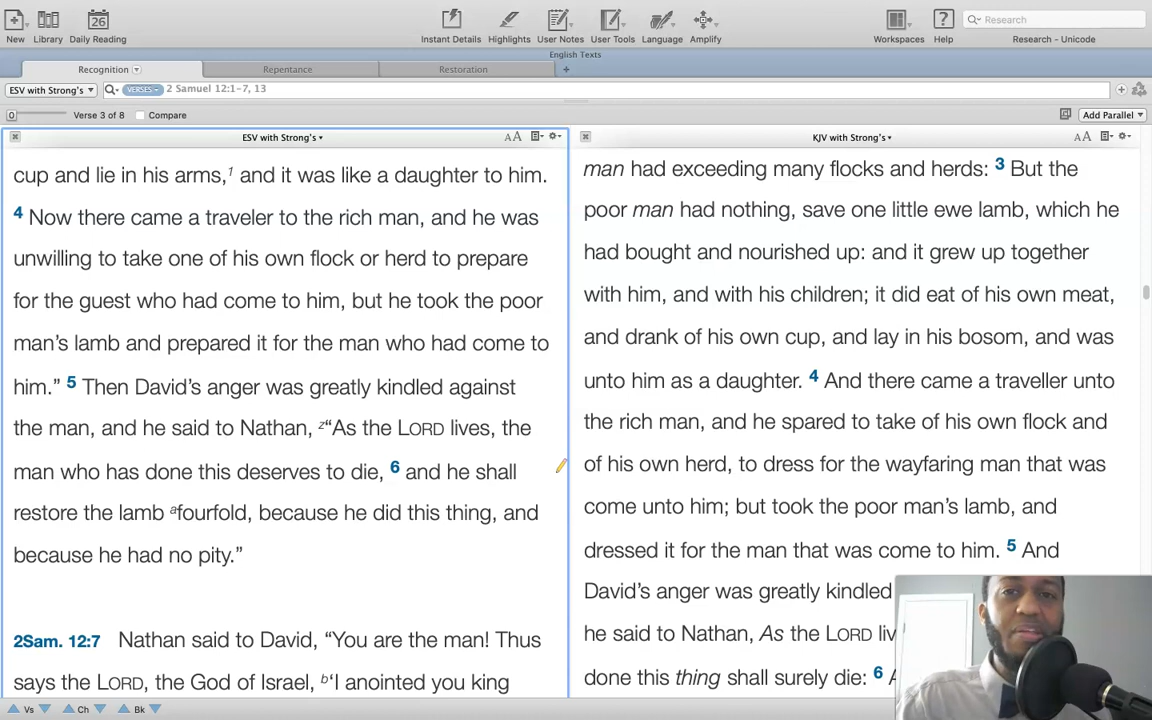 New Library Daily Reading Instant Details Highlights User Notes User Tools Language Amplify Workspaces Help Research - Unicode
26
Research
English Texts
Recognition Repentance Restoration +
ESV with Strong's VERSES 2 Samuel 12:1-7, 13
0 Verse 3 of 8 Compare Add Parallel
ESV with Strong's AA
cup and lie in his arms,¹ and it was like a daughter to him.
4 Now there came a traveler to the rich man, and he was
unwilling to take one of his own flock or herd to prepare
for the guest who had come to him, but he took the poor
man’s lamb and prepared it for the man who had come to
him.” 5 Then David’s anger was greatly kindled against
the man, and he said to Nathan, z“As the LORD lives, the
man who has done this deserves to die, 6 and he shall
restore the lamb afourfold, because he did this thing, and
because he had no pity.”
2Sam. 12:7 Nathan said to David, “You are the man! Thus
says the LORD, the God of Israel, b‘I anointed you king
KJV with Strong's AA
man had exceeding many flocks and herds: 3 But the
poor man had nothing, save one little ewe lamb, which he
had bought and nourished up: and it grew up together
with him, and with his children; it did eat of his own meat,
and drank of his own cup, and lay in his bosom, and was
unto him as a daughter. 4 And there came a traveller unto
the rich man, and he spared to take of his own flock and
of his own herd, to dress for the wayfaring man that was
come unto him; but took the poor man’s lamb, and
dressed it for the man that was come to him. 5 And
David’s anger was greatly kindled
he said to Nathan, As the LORD liv
done this thing shall surely die: 6
Vs Ch Bk